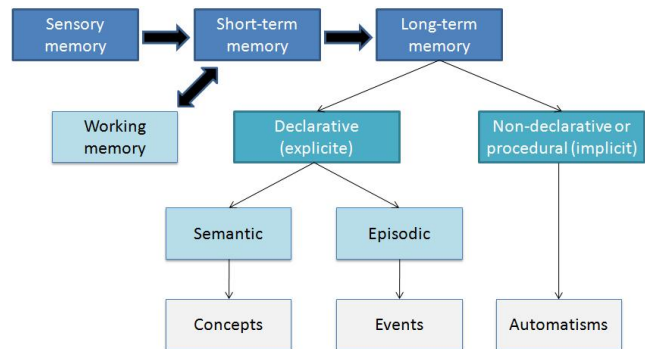 Sensory
memory
Short-term
memory
Long-term
memory
Working
memory
Declarative
(explicite)
Non-declarative or
procedural (implicit)
Semantic
Episodic
Concepts
Events
Automatisms